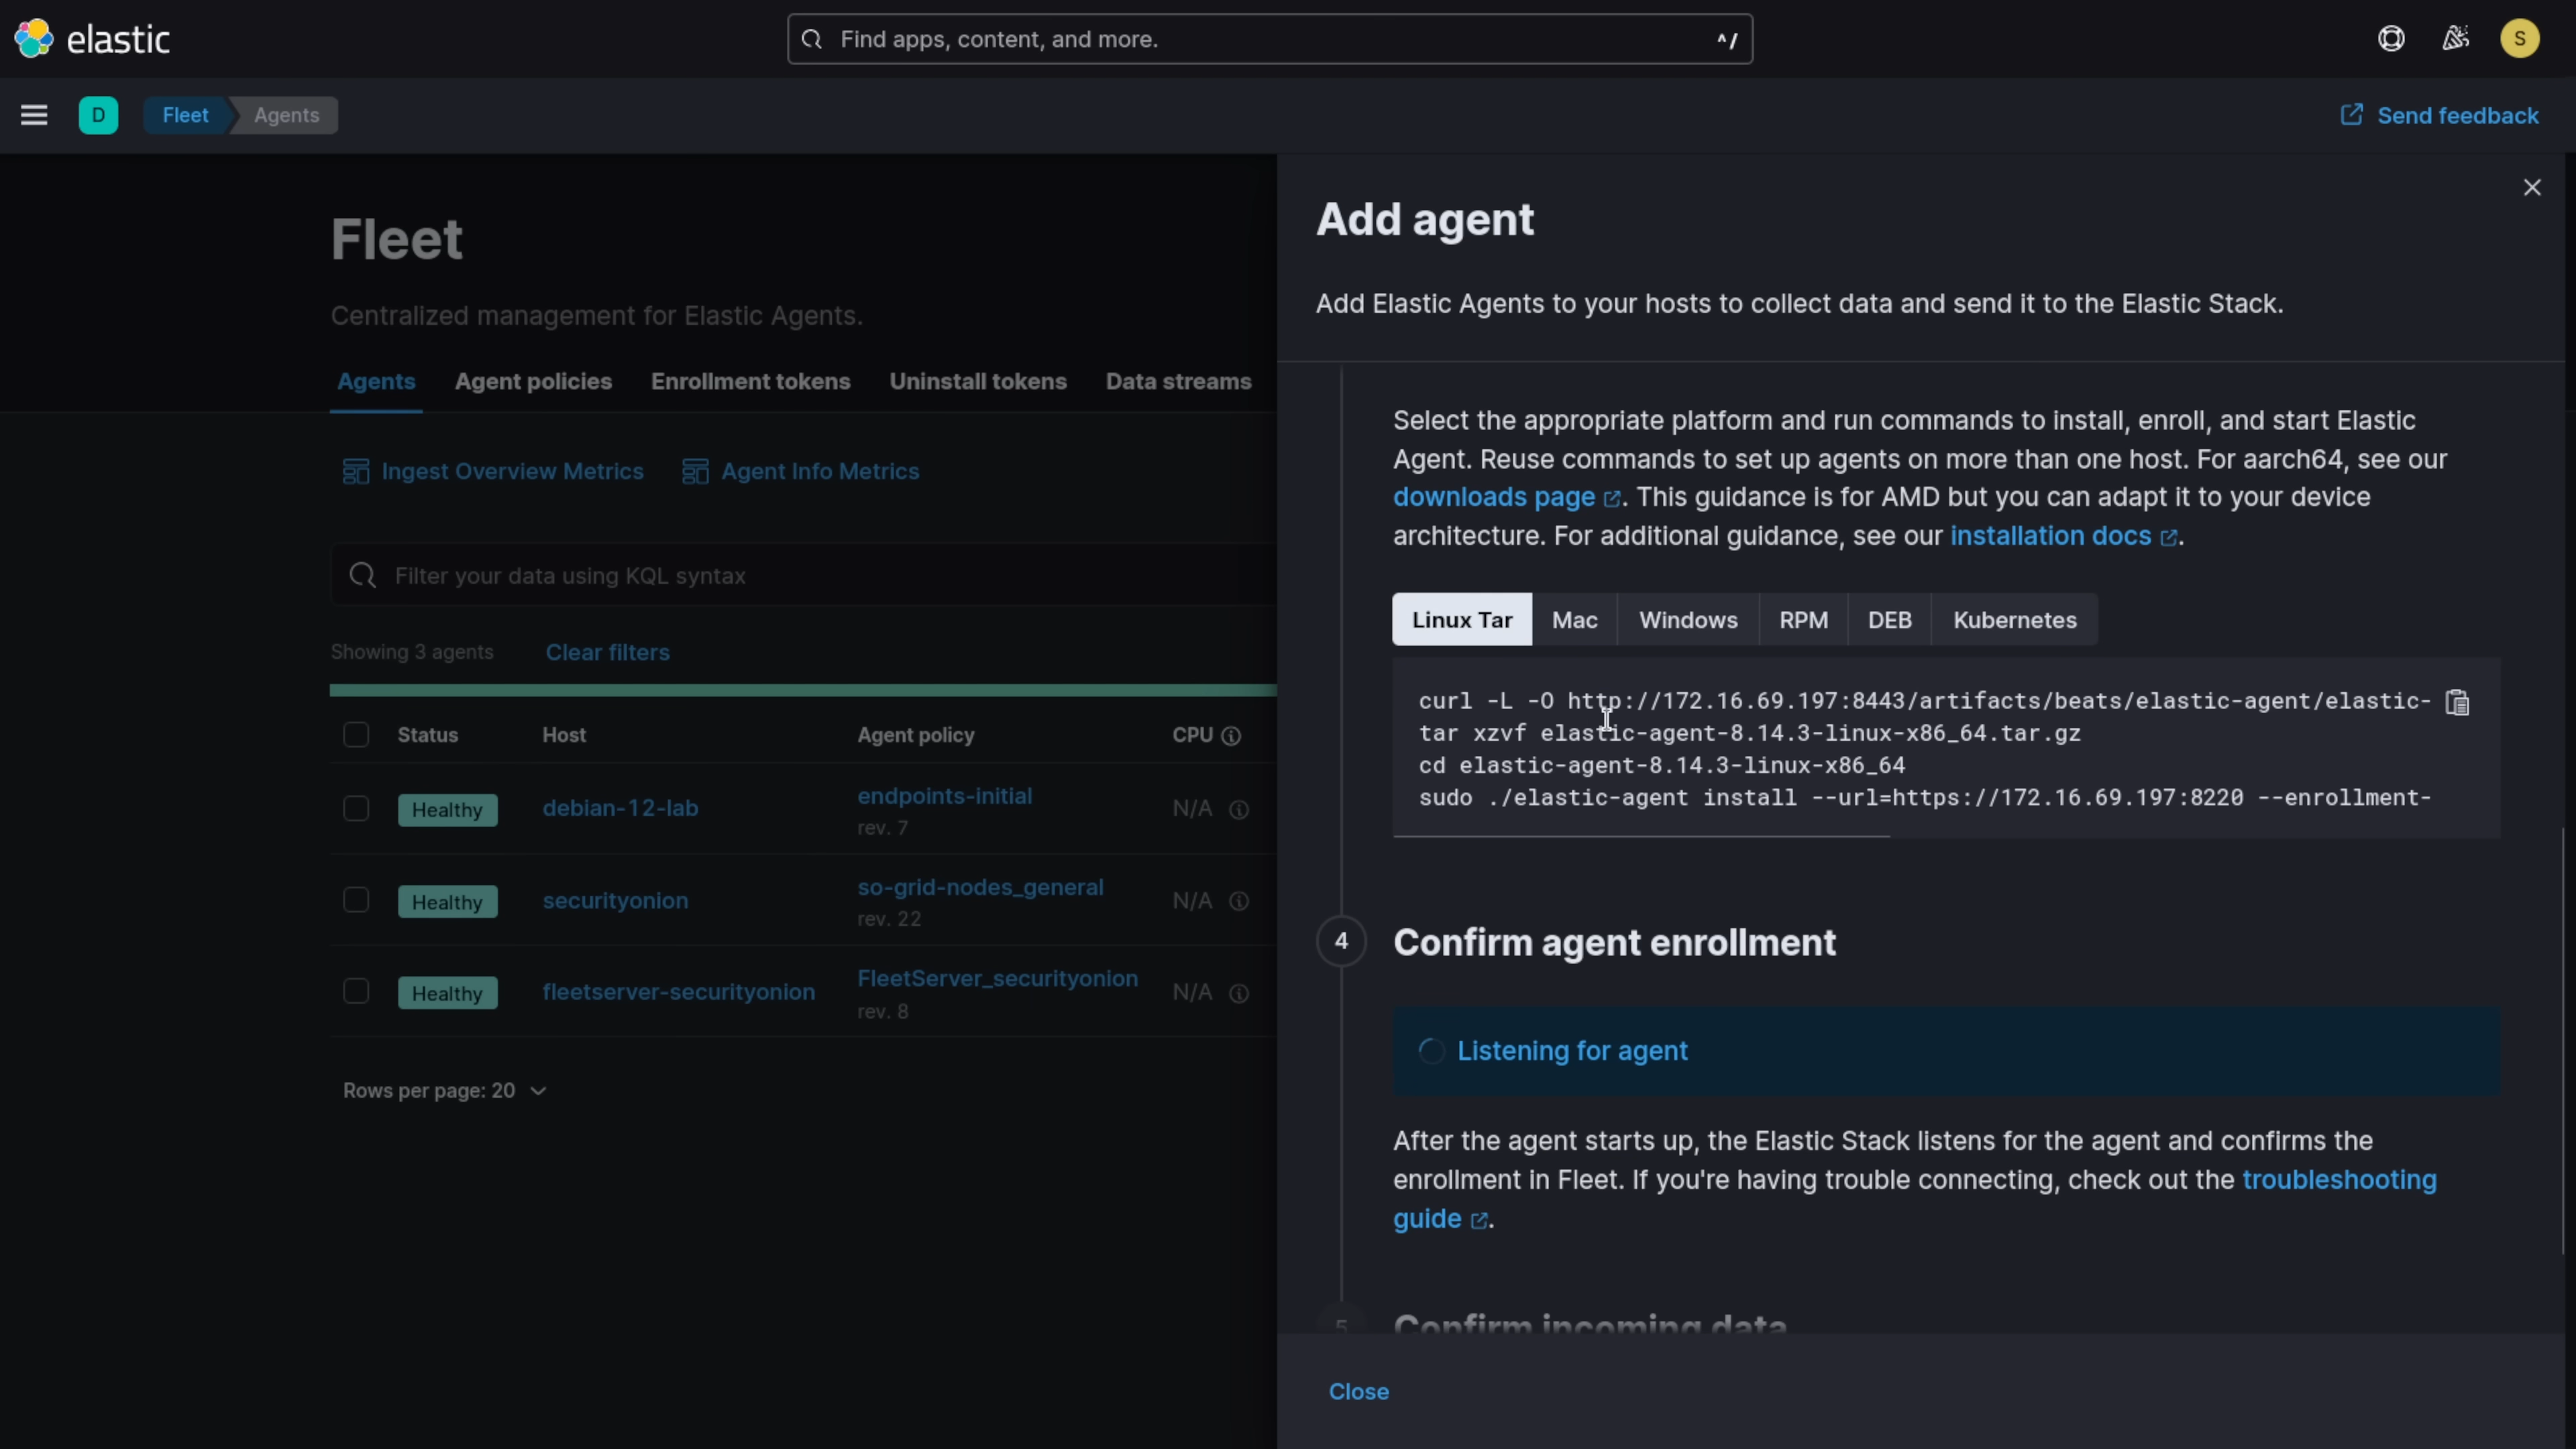 elastic
Find apps, content, and more.
^/
S
D
Fleet
Agents
Send feedback
Fleet
Centralized management for Elastic Agents.
Agents
Agent policies
Enrollment tokens
Uninstall tokens
Data streams
Ingest Overview Metrics
Agent Info Metrics
Filter your data using KQL syntax
Showing 3 agents
Clear filters
Status Host Agent policy CPU
Healthy debian-12-lab endpoints-initial N/A
rev. 7
Healthy securityonion so-grid-nodes_general N/A
rev. 22
Healthy fleetserver-securityonion FleetServer_securityonion N/A
rev. 8
Rows per page: 20
Add agent
Add Elastic Agents to your hosts to collect data and send it to the Elastic Stack.
Select the appropriate platform and run commands to install, enroll, and start Elastic
Agent. Reuse commands to set up agents on more than one host. For aarch64, see our
downloads page. This guidance is for AMD but you can adapt it to your device
architecture. For additional guidance, see our installation docs.
Linux Tar Mac Windows RPM DEB Kubernetes
curl -L -O http://172.16.69.197:8443/artifacts/beats/elastic-agent/elastic-
tar xzvf elastic-agent-8.14.3-linux-x86_64.tar.gz
cd elastic-agent-8.14.3-linux-x86_64
sudo ./elastic-agent install --url=https://172.16.69.197:8220 --enrollment-
4 Confirm agent enrollment
Listening for agent
After the agent starts up, the Elastic Stack listens for the agent and confirms the
enrollment in Fleet. If you're having trouble connecting, check out the troubleshooting
guide.
5 Confirm incoming data
Close